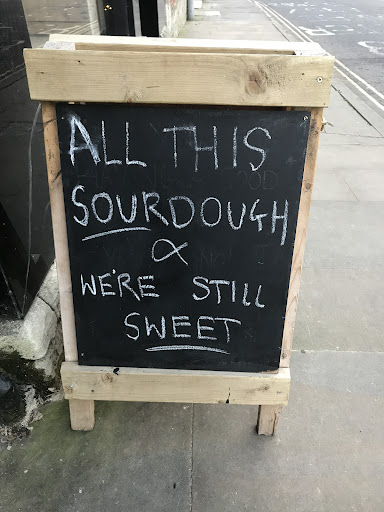 ALL THIS
SOURDOUGH
&
WE'RE STILL
SWEET